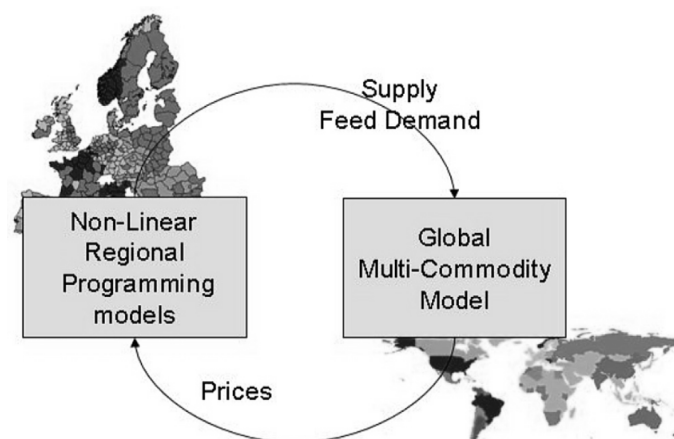 Supply
Feed Demand
Non-Linear
Regional
Programming
models
Global
Multi-Commodity
Model
Prices